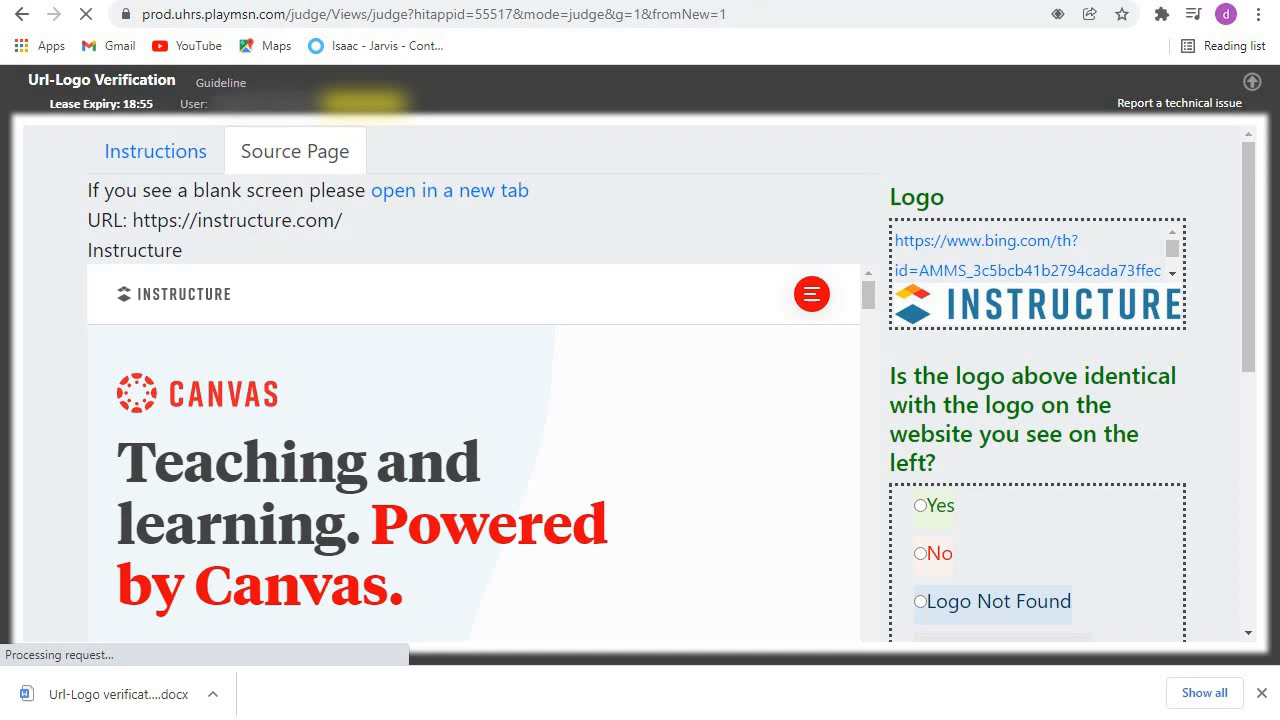 prod.uhrs.playmsn.com/judge/Views/judge?hitappid=55517&mode=judge&g=1&fromNew=1
d
Apps Gmail YouTube Maps Isaac - Jarvis - Cont... Reading list
Url-Logo Verification Guideline
Lease Expiry: 18:55 User:
Report a technical issue
Instructions Source Page
If you see a blank screen please open in a new tab
URL: https://instructure.com/
Instructure
INSTRUCTURE
CANVAS
Teaching and
learning. Powered
by Canvas.
Logo
https://www.bing.com/th?
id=AMMS_3c5bcb41b2794cada73ffec
INSTRUCTURE
Is the logo above identical
with the logo on the
website you see on the
left?
Yes
No
Logo Not Found
Processing request...
Url-Logo verificat....docx
Show all